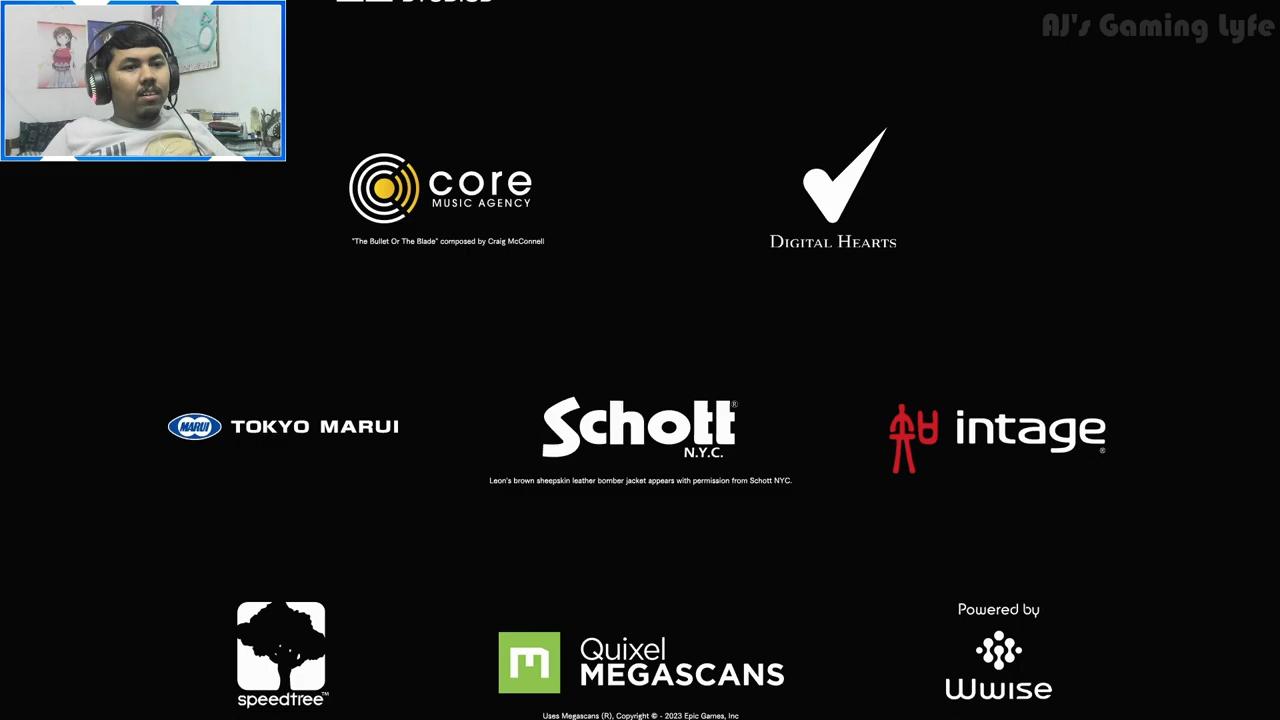 AJ's Gaming Lyfe
core
MUSIC AGENCY
"The Bullet Or The Blade" composed by Craig McConnell
DIGITAL HEARTS
MARUI TOKYO MARUI
Schott®
N.Y.C.
Leon's brown sheepskin leather bomber jacket appears with permission from Schott NYC.
intage®
speedtree™
Quixel
MEGASCANS
Uses Megascans (R), Copyright © - 2023 Epic Games, Inc
Powered by
Wwise